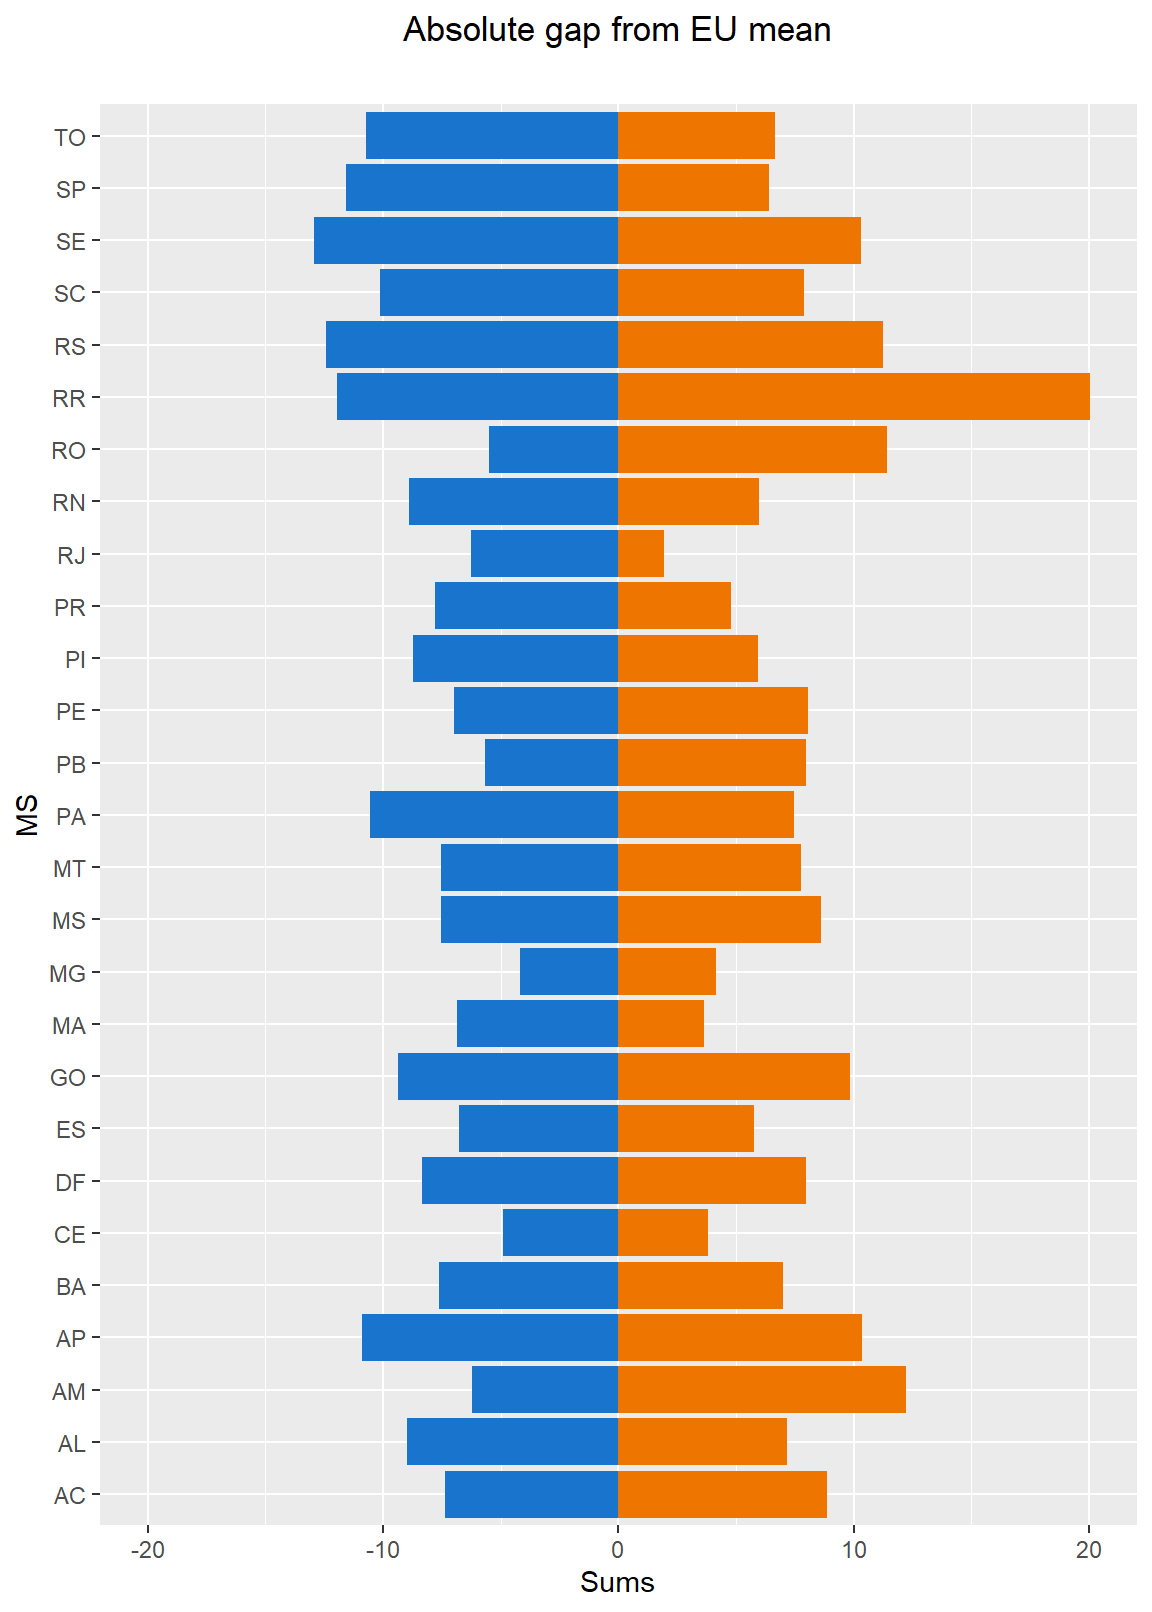 Absolute gap from EU mean
TO
SP
SE
SC
RS
RR
RO
RN
RJ
PR
PI
PE
PB
PA
MT
MS
MG
MA
GO
ES
DF
CE
BA
AP
AM
AL
AC
MS
-20 -10 0 10 20
Sums